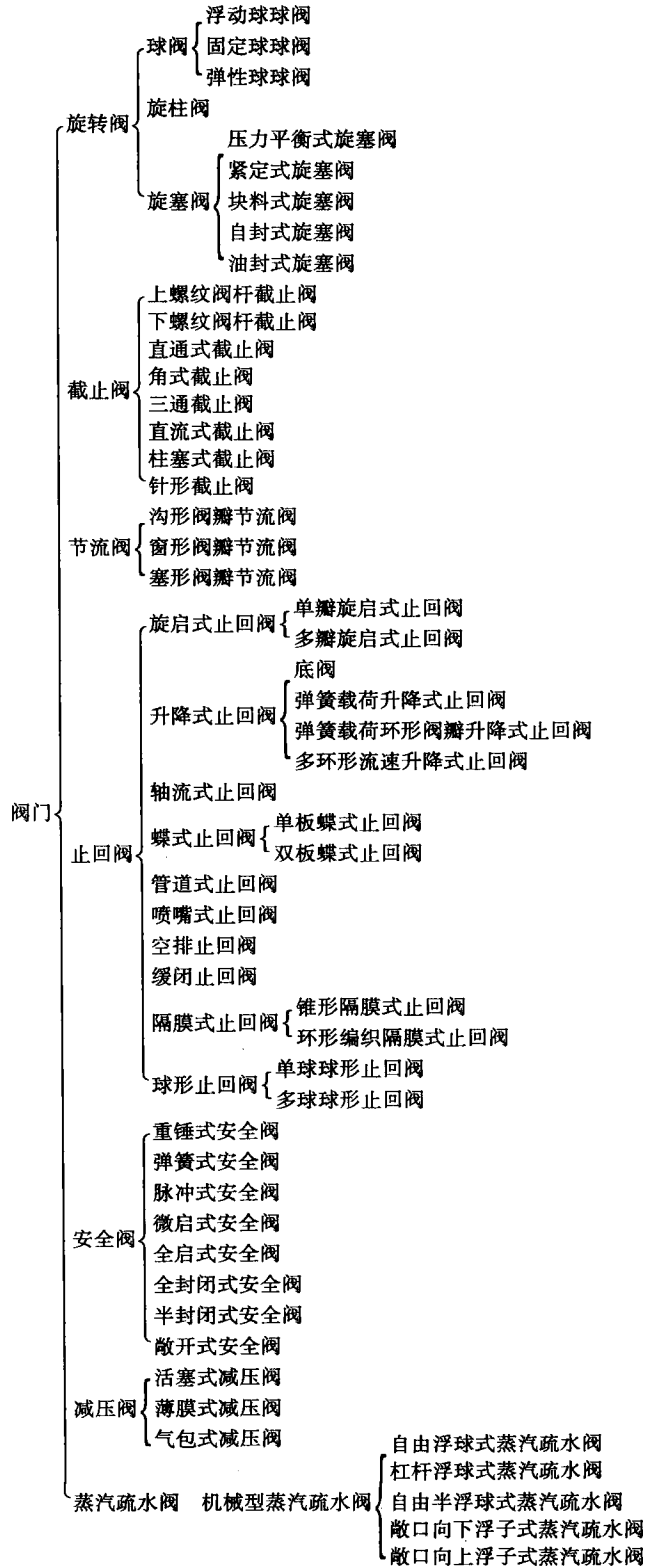 浮动球球阀
球阀
固定球球阀
弹性球球阀
旋转阀
旋柱阀
压力平衡式旋塞阀
紧定式旋塞阀
旋塞阀
块料式旋塞阀
自封式旋塞阀
油封式旋塞阀
上螺纹阀杆截止阀
下螺纹阀杆截止阀
直通式截止阀
截止阀
角式截止阀
三通截止阀
直流式截止阀
柱塞式截止阀
针形截止阀
沟形阀瓣节流阀
节流阀
窗形阀瓣节流阀
塞形阀瓣节流阀
旋启式止回阀
单瓣旋启式止回阀
多瓣旋启式止回阀
底阀
升降式止回阀
弹簧载荷升降式止回阀
弹簧载荷环形阀瓣升降式止回阀
多环形流速升降式止回阀
轴流式止回阀
阀门
止回阀
蝶式止回阀
单板蝶式止回阀
双板蝶式止回阀
管道式止回阀
喷嘴式止回阀
空排止回阀
缓闭止回阀
隔膜式止回阀
锥形隔膜式止回阀
环形编织隔膜式止回阀
球形止回阀
单球球形止回阀
多球球形止回阀
重锤式安全阀
弹簧式安全阀
脉冲式安全阀
安全阀
微启式安全阀
全启式安全阀
全封闭式安全阀
半封闭式安全阀
敞开式安全阀
活塞式减压阀
减压阀
薄膜式减压阀
气包式减压阀
蒸汽疏水阀
机械型蒸汽疏水阀
自由浮球式蒸汽疏水阀
杠杆浮球式蒸汽疏水阀
自由半浮球式蒸汽疏水阀
敞口向下浮子式蒸汽疏水阀
敞口向上浮子式蒸汽疏水阀